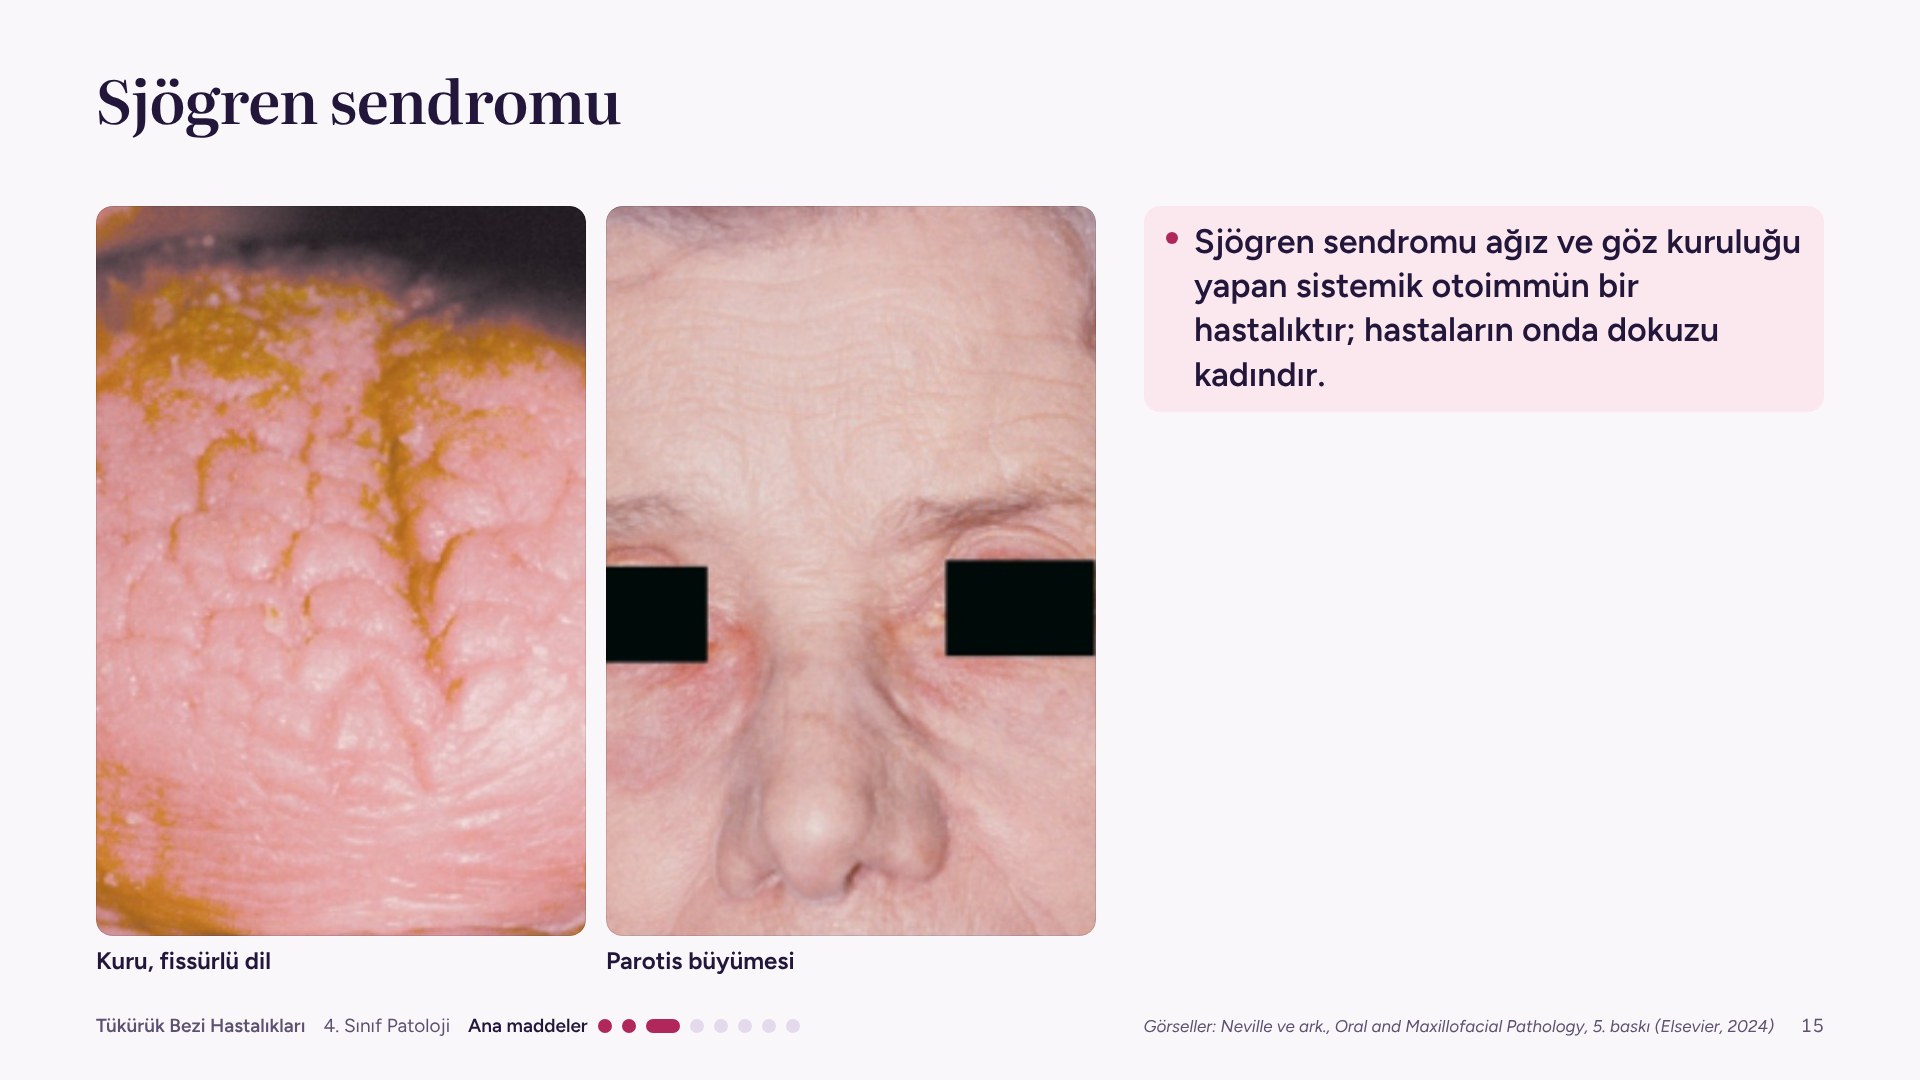 Sjögren sendromu
Sjögren sendromu ağız ve göz kuruluğu
yapan sistemik otoimmün bir
hastalıktır; hastaların onda dokuzu
kadındır.
Kuru, fissürlü dil
Parotis büyümesi
Tükürük Bezi Hastalıkları 4. Sınıf Patoloji Ana maddeler
Görseller: Neville ve ark., Oral and Maxillofacial Pathology, 5. baskı (Elsevier, 2024) 15